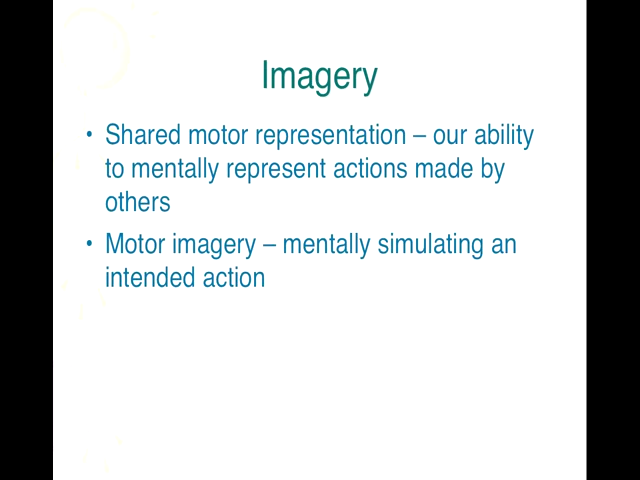 Imagery
• Shared motor representation – our ability
to mentally represent actions made by
others
• Motor imagery – mentally simulating an
intended action